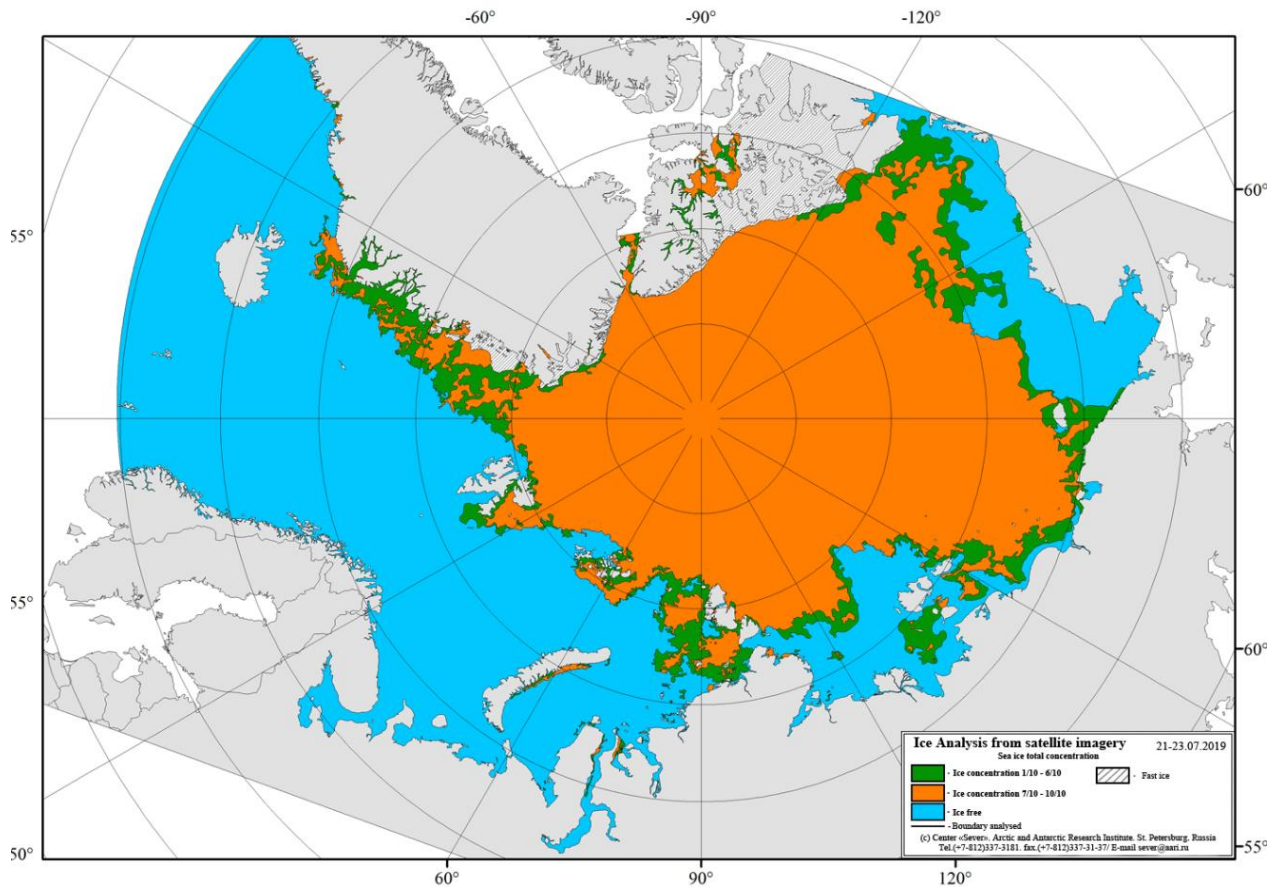 -60° -90° -120°
55° 60°
55° 60°
50° 55°
60° 90° 120°
Ice Analysis from satellite imagery 21-23.07.2019
Sea ice total concentration
- Ice concentration 1/10 - 6/10 - Fast ice
- Ice concentration 7/10 - 10/10
- Ice free
- Boundary analysed
(c) Center «Sever». Arctic and Antarctic Research Institute. St. Petersburg. Russia
Tel.(+7-812)337-3181. fax.(+7-812)337-31-37/ E-mail sever@aari.ru